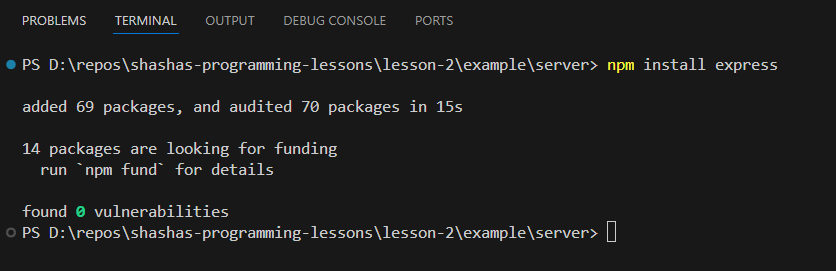 PROBLEMS TERMINAL OUTPUT DEBUG CONSOLE PORTS
PS D:\repos\shashas-programming-lessons\lesson-2\example\server> npm install express
added 69 packages, and audited 70 packages in 15s
14 packages are looking for funding
run `npm fund` for details
found 0 vulnerabilities
PS D:\repos\shashas-programming-lessons\lesson-2\example\server>